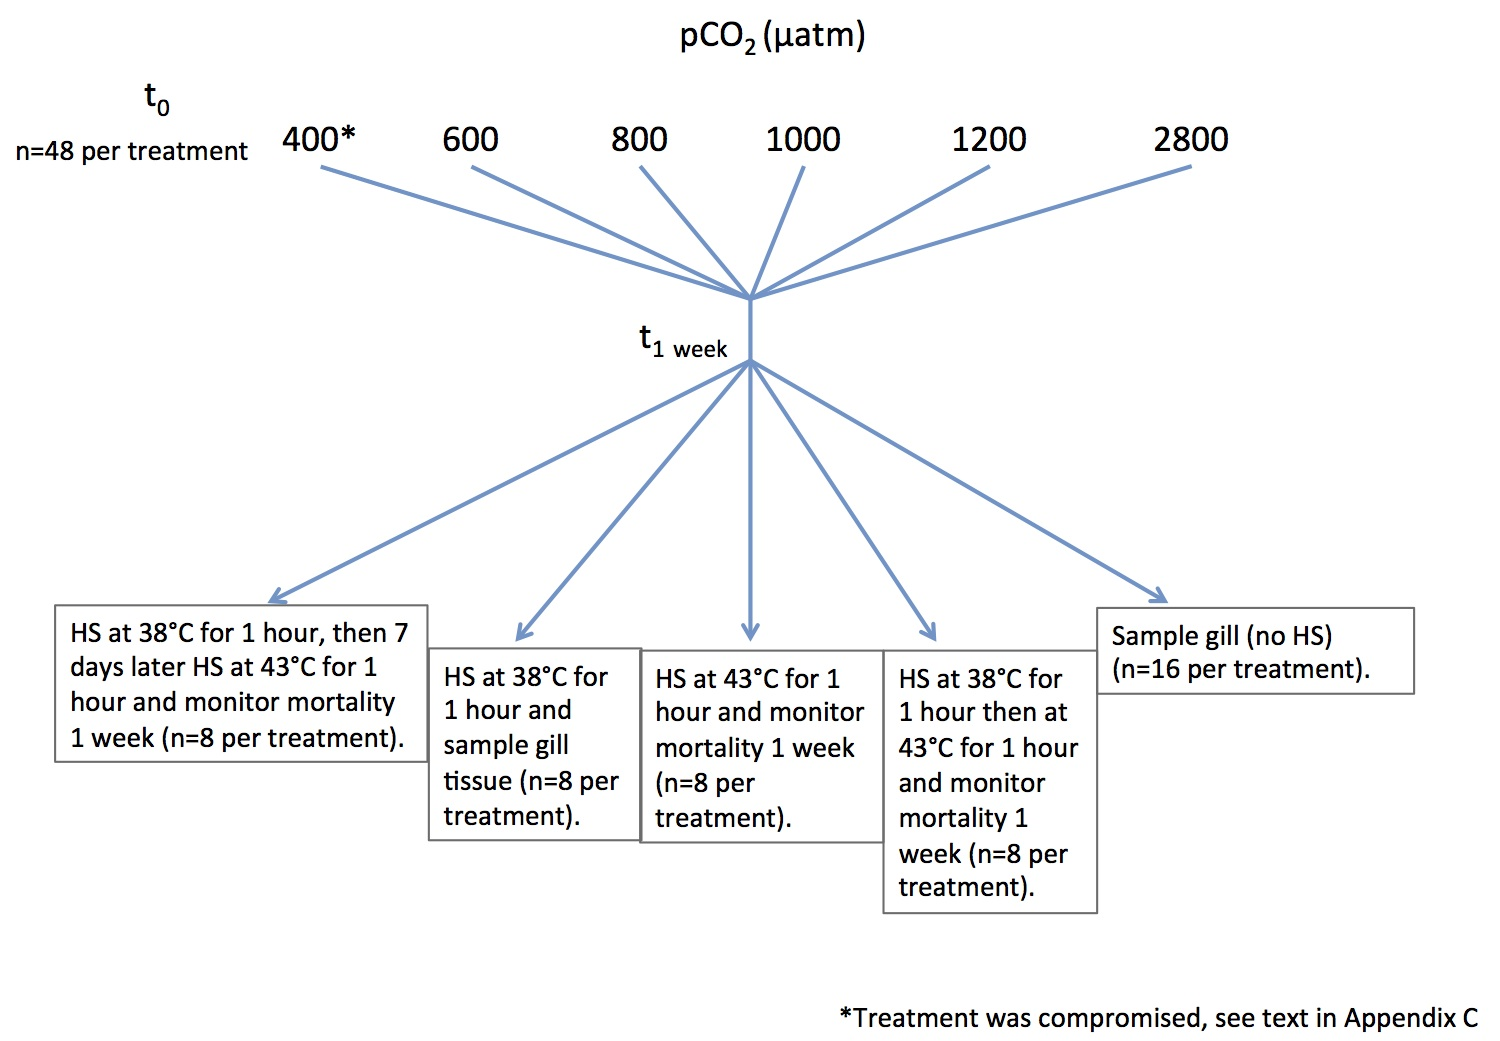 pCO₂ (µatm)
t₀
n=48 per treatment
400*
600
800
1000
1200
2800
t₁ week
HS at 38°C for 1 hour, then 7
days later HS at 43°C for 1
hour and monitor mortality
1 week (n=8 per treatment).
HS at 38°C for
1 hour and
sample gill
tissue (n=8 per
treatment).
HS at 43°C for 1
hour and monitor
mortality 1 week
(n=8 per
treatment).
HS at 38°C for
1 hour then at
43°C for 1 hour
and monitor
mortality 1
week (n=8 per
treatment).
Sample gill (no HS)
(n=16 per treatment).
*Treatment was compromised, see text in Appendix C